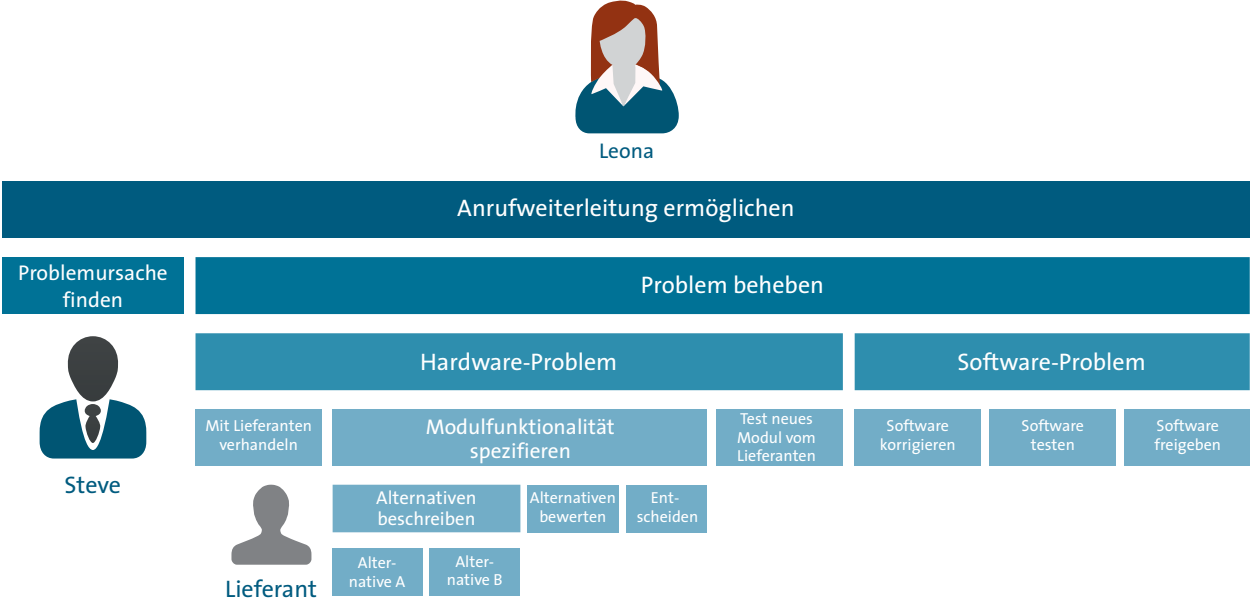 Leona
Anrufweiterleitung ermöglichen
Problemursache
finden
Problem beheben
Hardware-Problem
Software-Problem
Mit Lieferanten
verhandeln
Modulfunktionalität
spezifieren
Test neues
Modul vom
Lieferanten
Software
korrigieren
Software
testen
Software
freigeben
Steve
Alternativen
beschreiben
Alternativen
bewerten
Ent-
scheiden
Alter-
native A
Alter-
native B
Lieferant